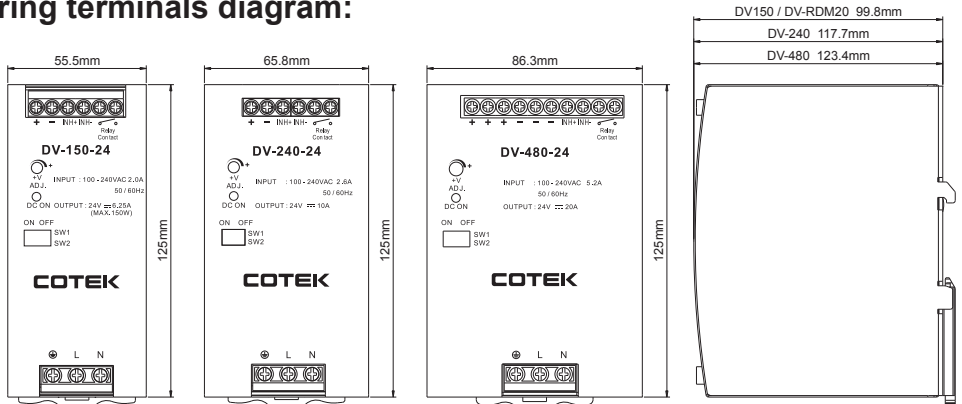 ring terminals diagram:
55.5mm
+ − INH+ INH-
Relay
Contact
DV-150-24
+
+V
ADJ.
INPUT : 100-240VAC 2.0A
50/60Hz
DC ON OUTPUT : 24V ⎓ 6.25A
(MAX.150W)
ON OFF
SW1
SW2
COTEK
⏚ L N
125mm
65.8mm
+ − INH+ INH-
Relay
Contact
DV-240-24
+
+V
ADJ.
INPUT : 100-240VAC 2.6A
50/60Hz
DC ON OUTPUT : 24V ⎓ 10A
ON OFF
SW1
SW2
COTEK
⏚ L N
125mm
86.3mm
+ + + − − − INH+ INH-
Relay
Contact
DV-480-24
+
+V
ADJ.
INPUT : 100-240VAC 5.2A
50/60Hz
DC ON OUTPUT : 24V ⎓ 20A
ON OFF
SW1
SW2
COTEK
⏚ L N
125mm
DV150 / DV-RDM20 99.8mm
DV-240 117.7mm
DV-480 123.4mm